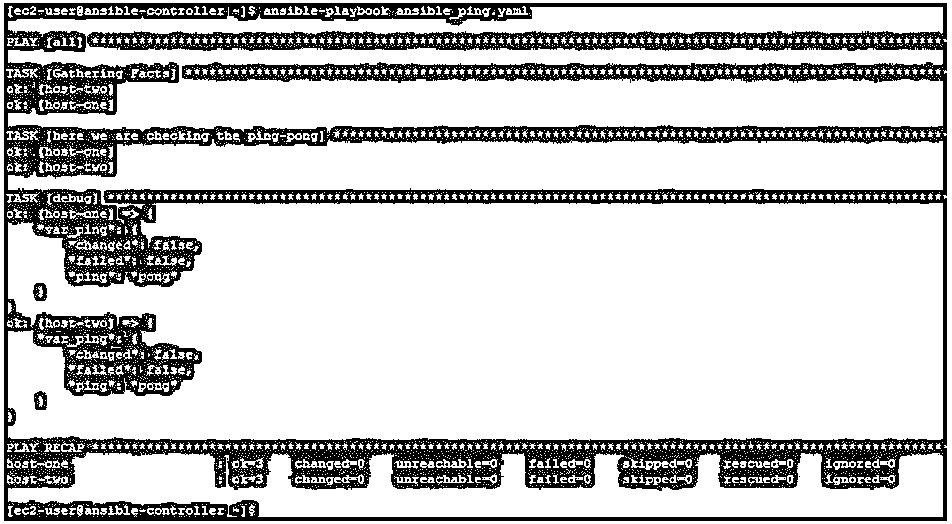 [ec2-user@ansible-controller ~]$ ansible-playbook ansible_ping.yaml
PLAY [all] ****************************************************************************************************
TASK [Gathering Facts] ****************************************************************************************
ok: [host-two]
ok: [host-one]
TASK [here we are checking the ping-pong] *********************************************************************
ok: [host-one]
ok: [host-two]
TASK [debug] **************************************************************************************************
ok: [host-one] => {
"var_ping": {
"changed": false,
"failed": false,
"ping": "pong"
}
}
ok: [host-two] => {
"var_ping": {
"changed": false,
"failed": false,
"ping": "pong"
}
}
PLAY RECAP ****************************************************************************************************
host-one : ok=3 changed=0 unreachable=0 failed=0 skipped=0 rescued=0 ignored=0
host-two : ok=3 changed=0 unreachable=0 failed=0 skipped=0 rescued=0 ignored=0
[ec2-user@ansible-controller ~]$